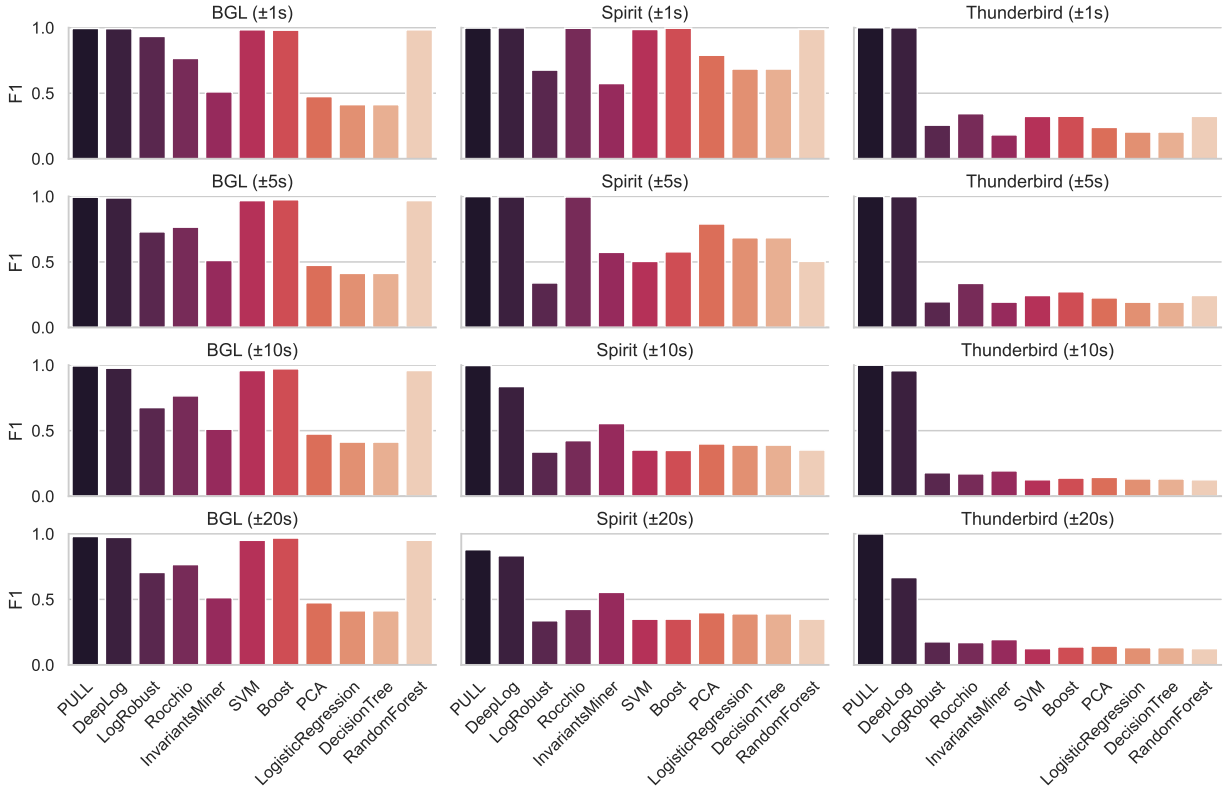 BGL (±1s)
Spirit (±1s)
Thunderbird (±1s)
F1
1.0
0.5
0.0
BGL (±5s)
Spirit (±5s)
Thunderbird (±5s)
F1
1.0
0.5
0.0
BGL (±10s)
Spirit (±10s)
Thunderbird (±10s)
F1
1.0
0.5
0.0
BGL (±20s)
Spirit (±20s)
Thunderbird (±20s)
F1
1.0
0.5
0.0
PULL
DeepLog
LogRobust
Rocchio
InvariantsMiner
SVM
Boost
PCA
LogisticRegression
DecisionTree
RandomForest
PULL
DeepLog
LogRobust
Rocchio
InvariantsMiner
SVM
Boost
PCA
LogisticRegression
DecisionTree
RandomForest
PULL
DeepLog
LogRobust
Rocchio
InvariantsMiner
SVM
Boost
PCA
LogisticRegression
DecisionTree
RandomForest